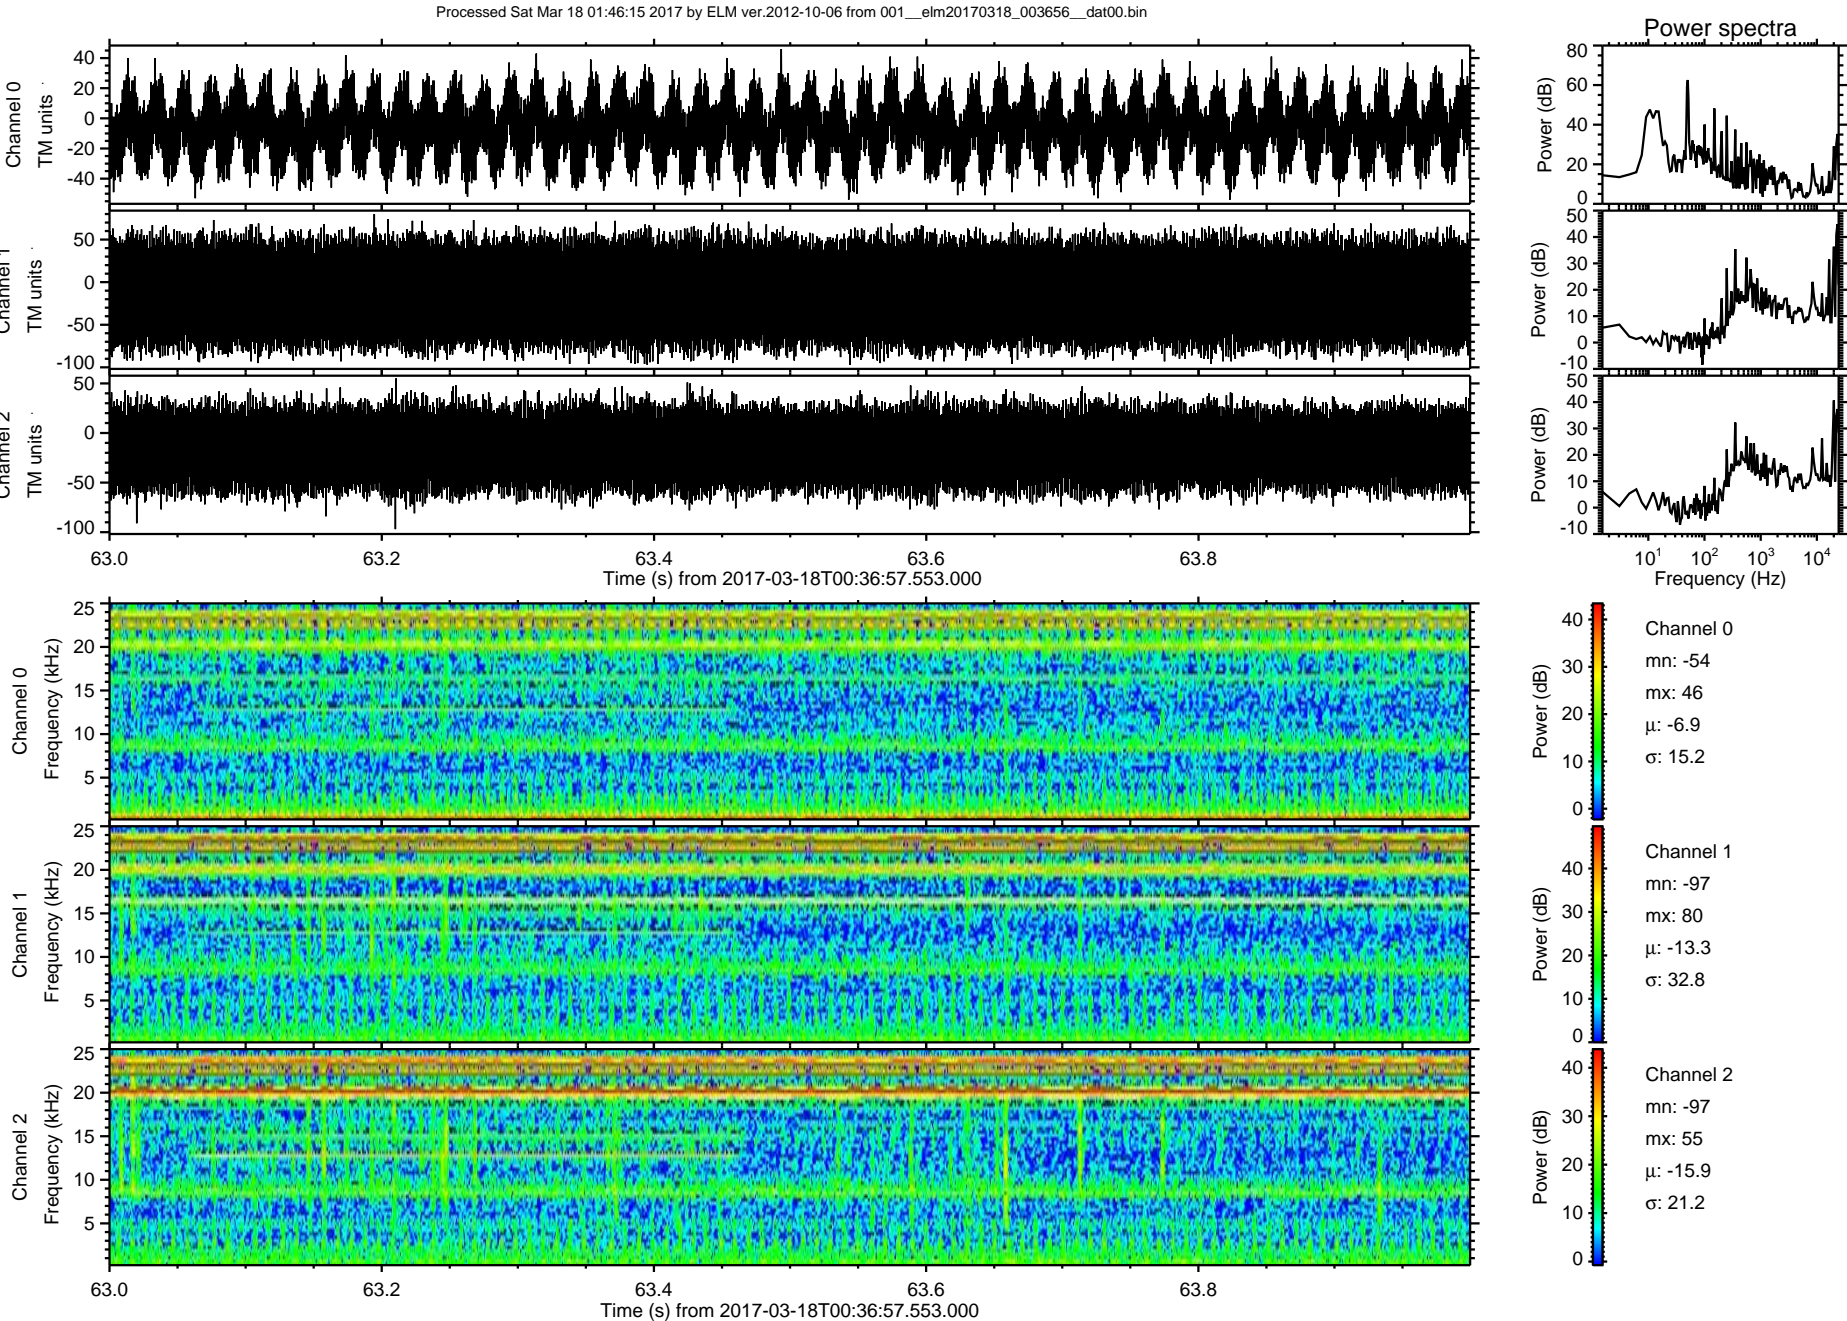 Processed Sat Mar 18 01:46:15 2017 by ELM ver.2012-10-06 from 001__elm20170318_003656__dat00.bin
Power spectra
Channel 0
TM units
40
20
0
-20
-40
Power (dB)
80
60
40
20
0
Channel 1
TM units
50
0
-50
-100
Power (dB)
50
40
30
20
10
0
-10
Channel 2
TM units
50
0
-50
-100
Power (dB)
50
40
30
20
10
0
-10
63.0 63.2 63.4 63.6 63.8
Time (s) from 2017-03-18T00:36:57.553.000
10¹ 10² 10³ 10⁴
Frequency (Hz)
Channel 0
Frequency (kHz)
25
20
15
10
5
Power (dB)
40
30
20
10
0
Channel 0
mn: -54
mx: 46
μ: -6.9
σ: 15.2
Channel 1
Frequency (kHz)
25
20
15
10
5
Power (dB)
40
30
20
10
0
Channel 1
mn: -97
mx: 80
μ: -13.3
σ: 32.8
Channel 2
Frequency (kHz)
25
20
15
10
5
Power (dB)
40
30
20
10
0
Channel 2
mn: -97
mx: 55
μ: -15.9
σ: 21.2
63.0 63.2 63.4 63.6 63.8
Time (s) from 2017-03-18T00:36:57.553.000